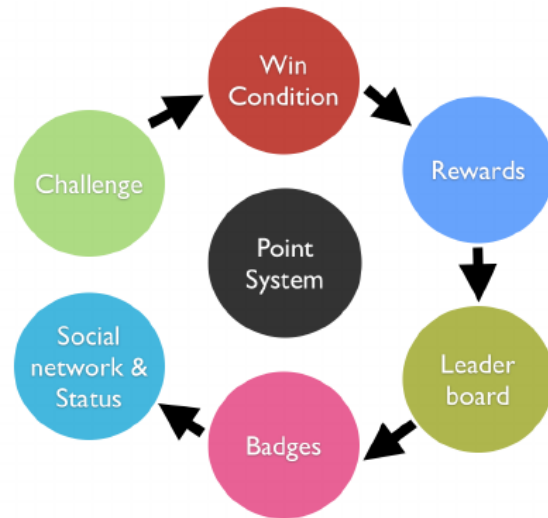 Win
Condition
Challenge
Rewards
Point
System
Social
network &
Status
Leader
board
Badges